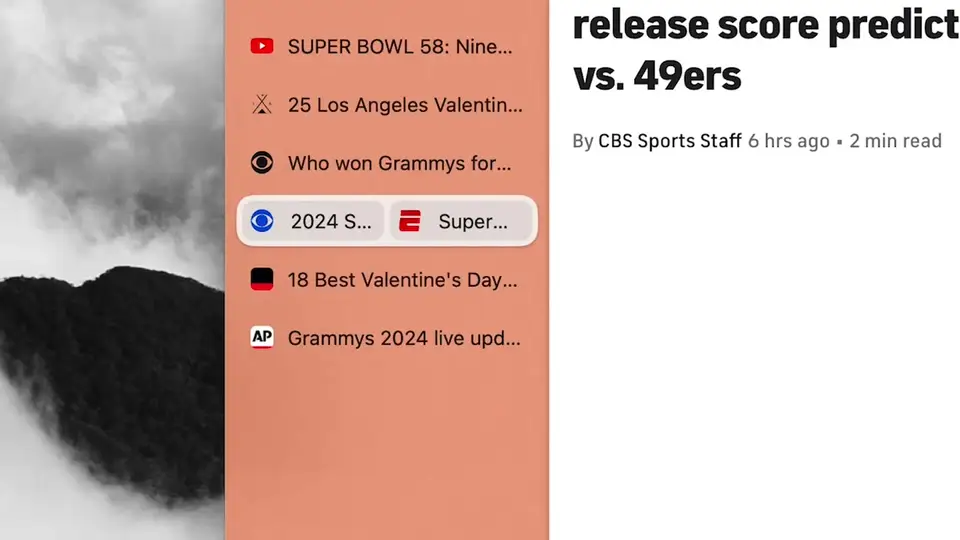 SUPER BOWL 58: Nine...
25 Los Angeles Valentin...
Who won Grammys for...
2024 S... Super...
18 Best Valentine's Day...
AP Grammys 2024 live upd...
release score predict
vs. 49ers
By CBS Sports Staff 6 hrs ago • 2 min read